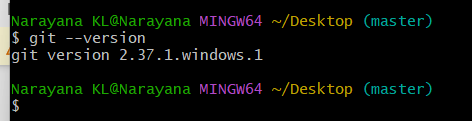 Narayana KL@Narayana MINGW64 ~/Desktop (master)
$ git --version
git version 2.37.1.windows.1
Narayana KL@Narayana MINGW64 ~/Desktop (master)
$